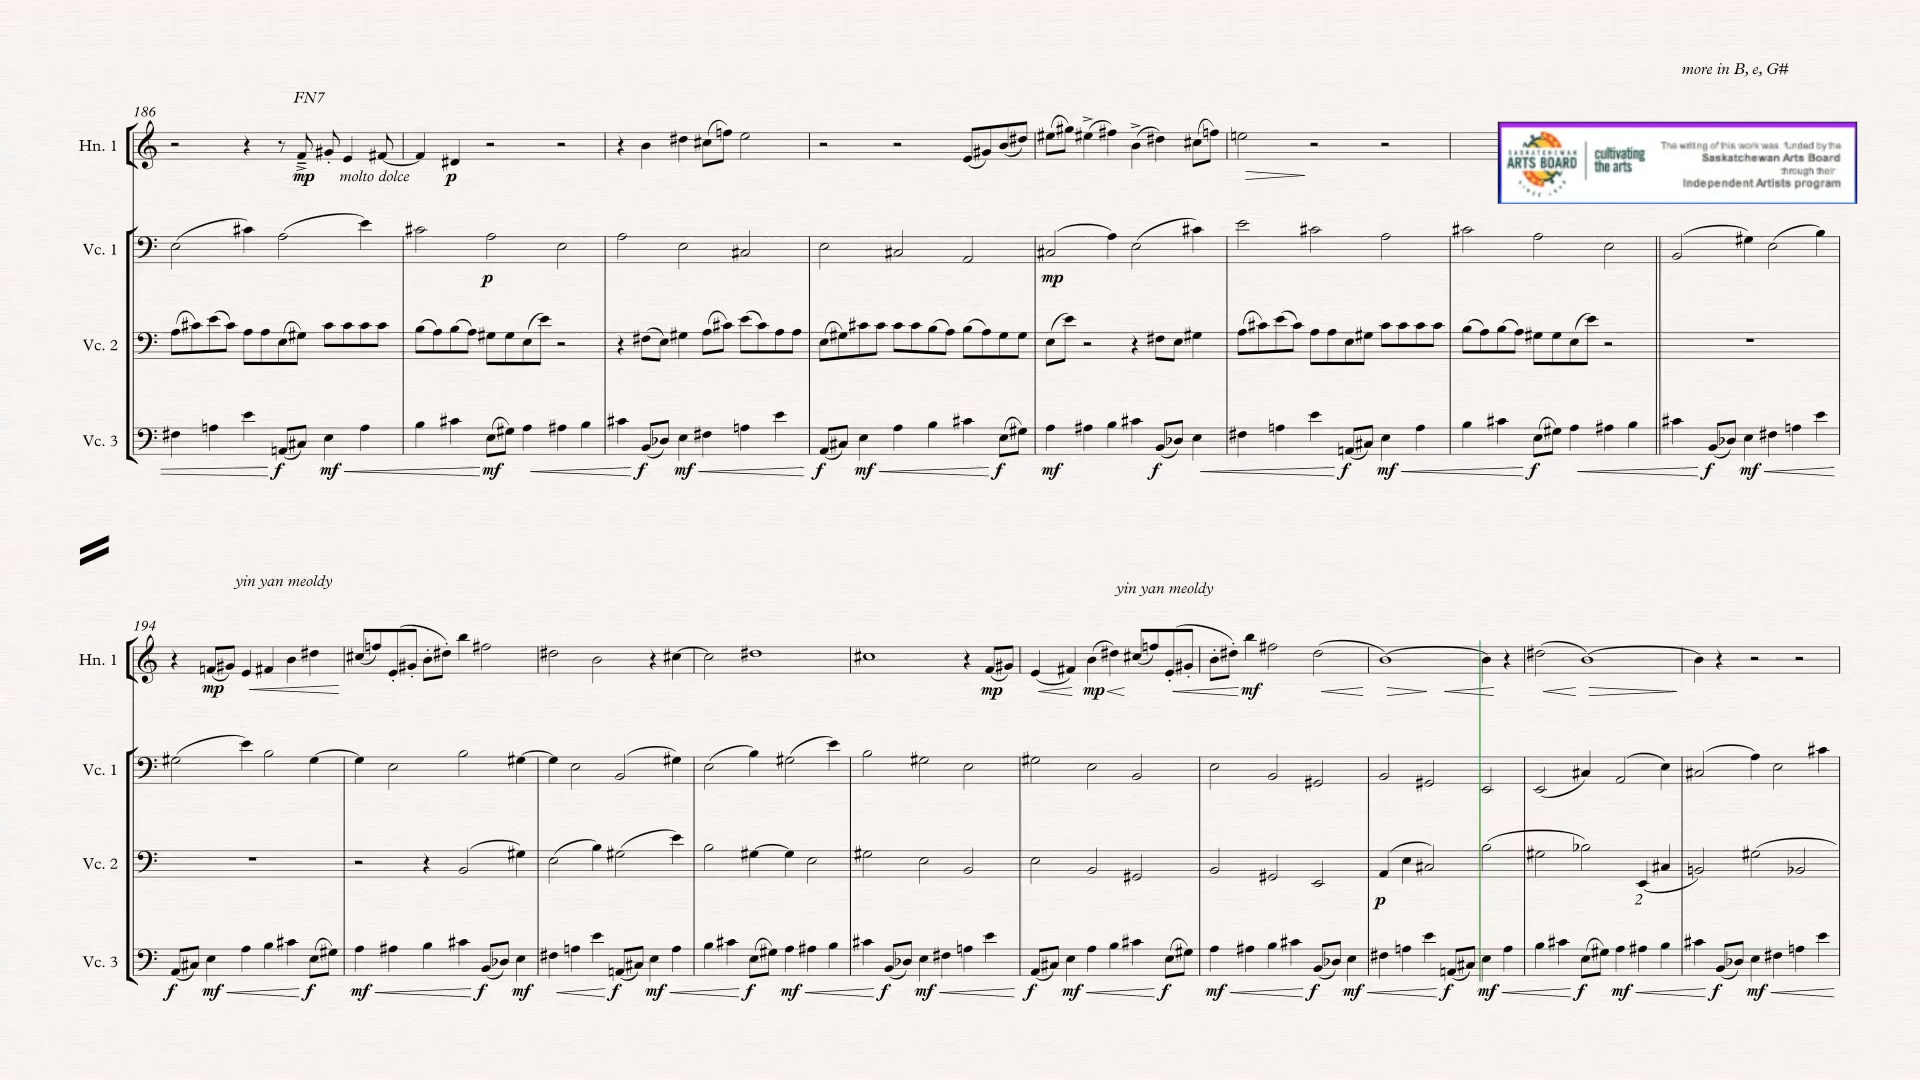 more in B, e, G#
FN7
186
Hn. 1
mp molto dolce p
SASKATCHEWAN
ARTS BOARD
SINCE 1948
cultivating
the arts
The writing of this work was funded by the
Saskatchewan Arts Board
through their
Independent Artists program
Vc. 1
p mp
Vc. 2
Vc. 3
f mf mf f mf f mf f mf f f mf f f mf
yin yan meoldy yin yan meoldy
194
Hn. 1
mp mp mp mf
Vc. 1
Vc. 2
p 2
Vc. 3
f mf f mf f mf f mf f mf f mf f mf f mf f mf f mf f mf f mf